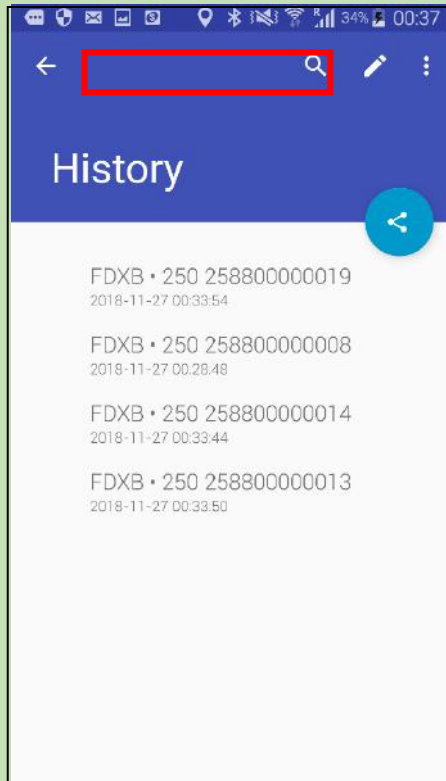 34% 00:37
History
FDXB • 250 258800000019
2018-11-27 00:33:54
FDXB • 250 258800000008
2018-11-27 00:28:48
FDXB • 250 258800000014
2018-11-27 00:33:44
FDXB • 250 258800000013
2018-11-27 00:33:50